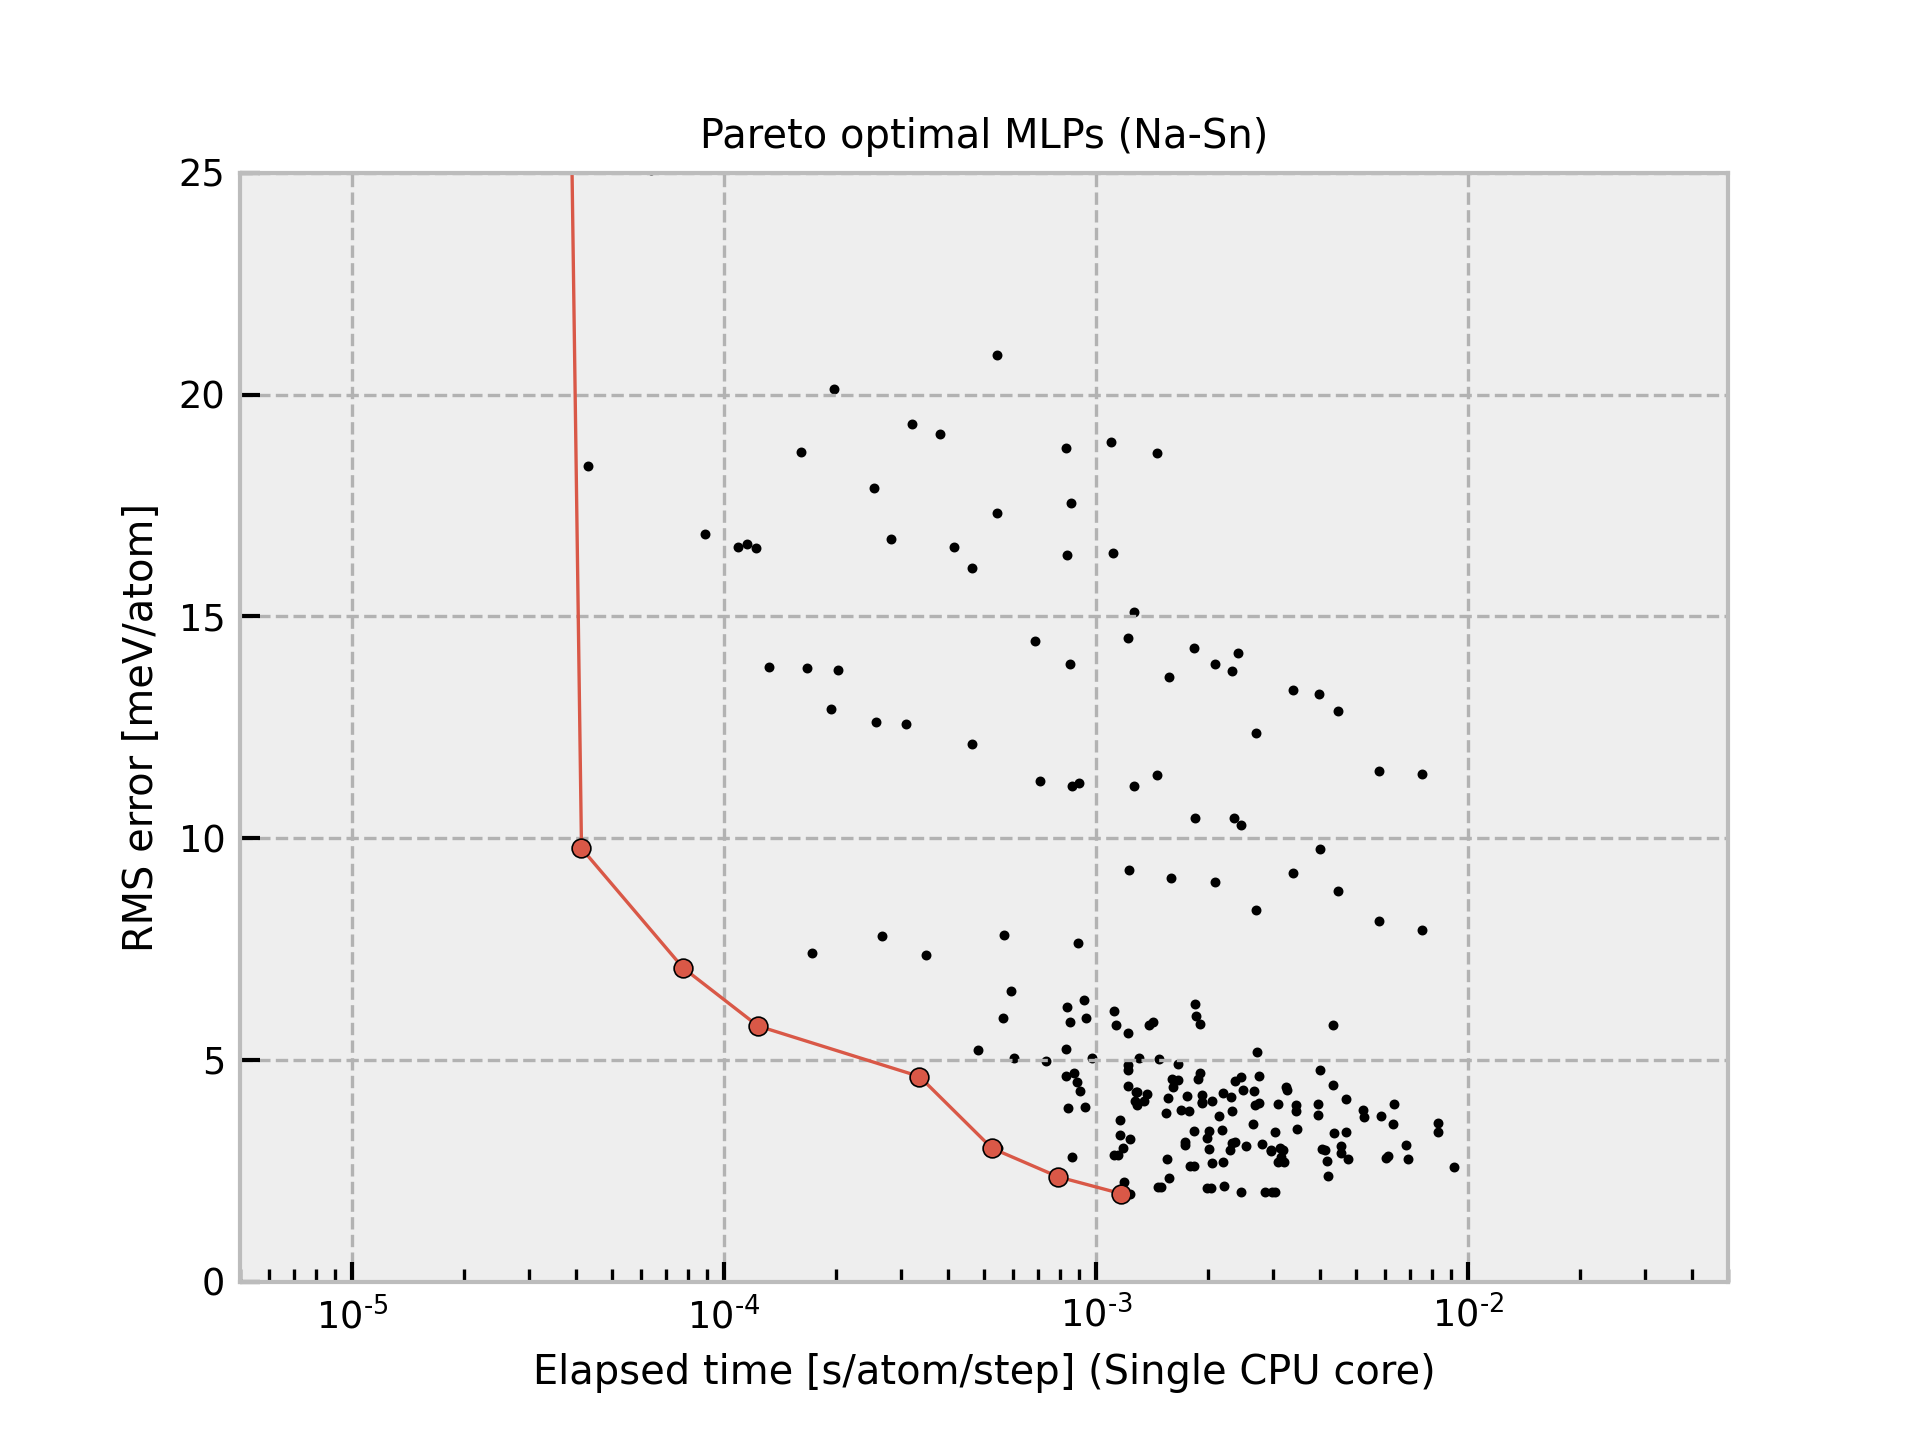 Pareto optimal MLPs (Na-Sn)
25
20
15
10
5
0
RMS error [meV/atom]
10^-5 10^-4 10^-3 10^-2
Elapsed time [s/atom/step] (Single CPU core)